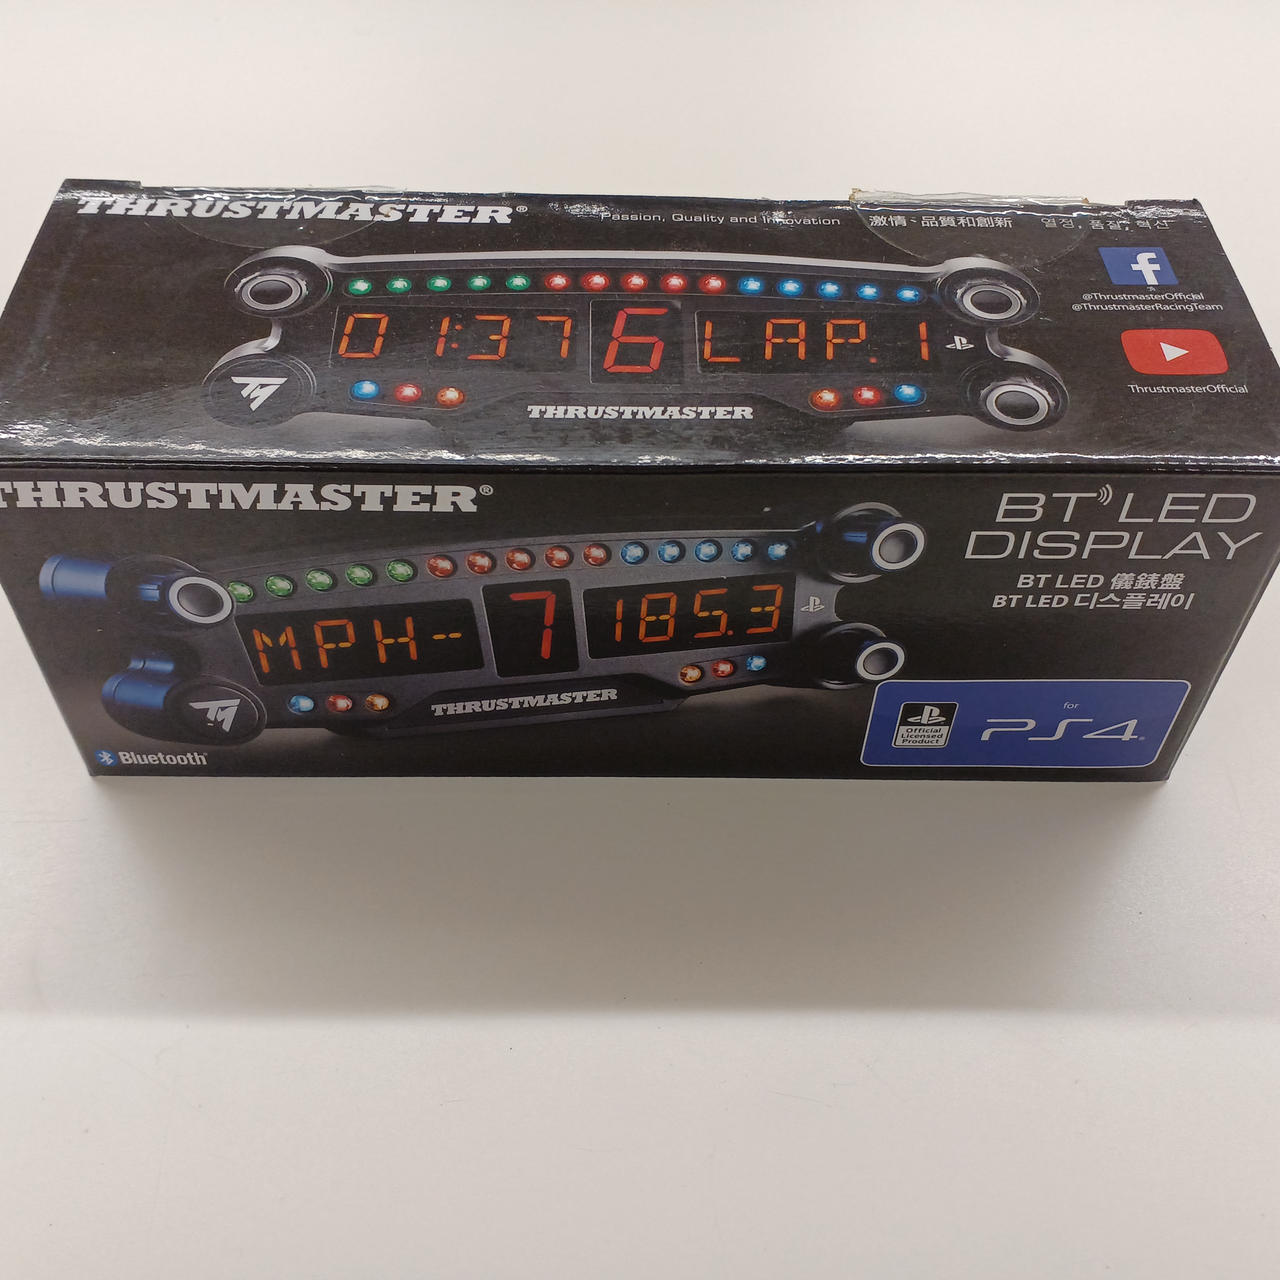 THRUSTMASTER®
Passion, Quality and Innovation 激情、品質和創新 열정, 품질, 혁신
f
@ThrustmasterOfficial
@ThrustmasterRacingTeam
01:37 6 LAP. 1
ThrustmasterOfficial
THRUSTMASTER
THRUSTMASTER®
BT LED
DISPLAY
BT LED 儀錶盤
BT LED 디스플레이
MPH- 7 185.3
THRUSTMASTER
Official
Licensed
Product
for
PS4®
Bluetooth®